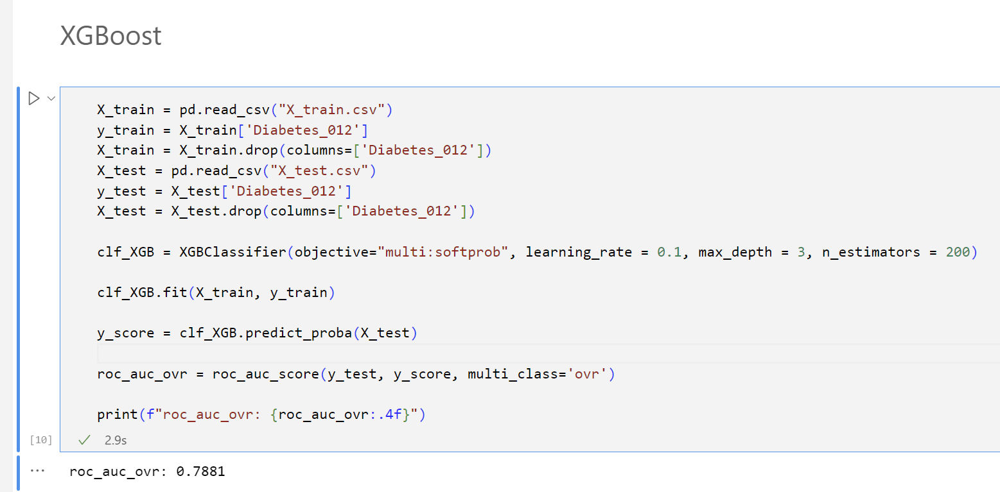 XGBoost
X_train = pd.read_csv("X_train.csv")
y_train = X_train['Diabetes_012']
X_train = X_train.drop(columns=['Diabetes_012'])
X_test = pd.read_csv("X_test.csv")
y_test = X_test['Diabetes_012']
X_test = X_test.drop(columns=['Diabetes_012'])
clf_XGB = XGBClassifier(objective="multi:softprob", learning_rate = 0.1, max_depth = 3, n_estimators = 200)
clf_XGB.fit(X_train, y_train)
y_score = clf_XGB.predict_proba(X_test)
roc_auc_ovr = roc_auc_score(y_test, y_score, multi_class='ovr')
print(f"roc_auc_ovr: {roc_auc_ovr:.4f}")
[10] 2.9s
... roc_auc_ovr: 0.7881